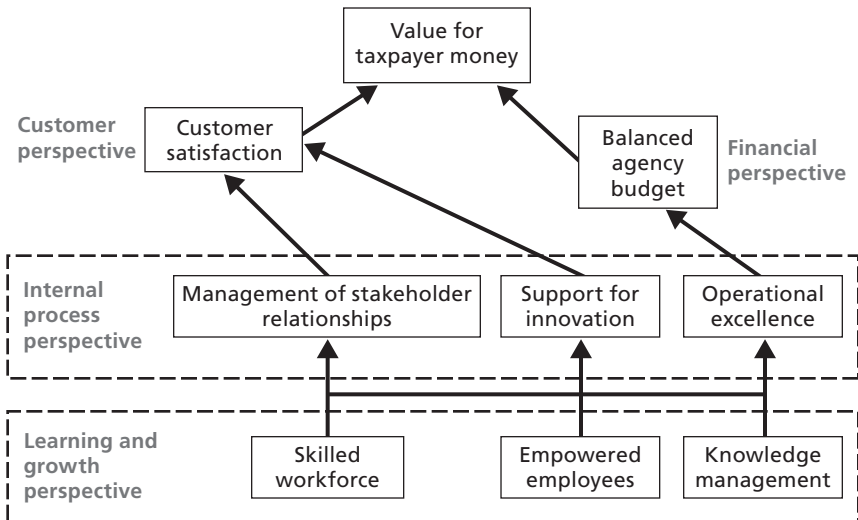 Value for
taxpayer money
Customer
perspective
Customer
satisfaction
Balanced
agency
budget
Financial
perspective
Internal
process
perspective
Management of stakeholder
relationships
Support for
innovation
Operational
excellence
Learning and
growth
perspective
Skilled
workforce
Empowered
employees
Knowledge
management